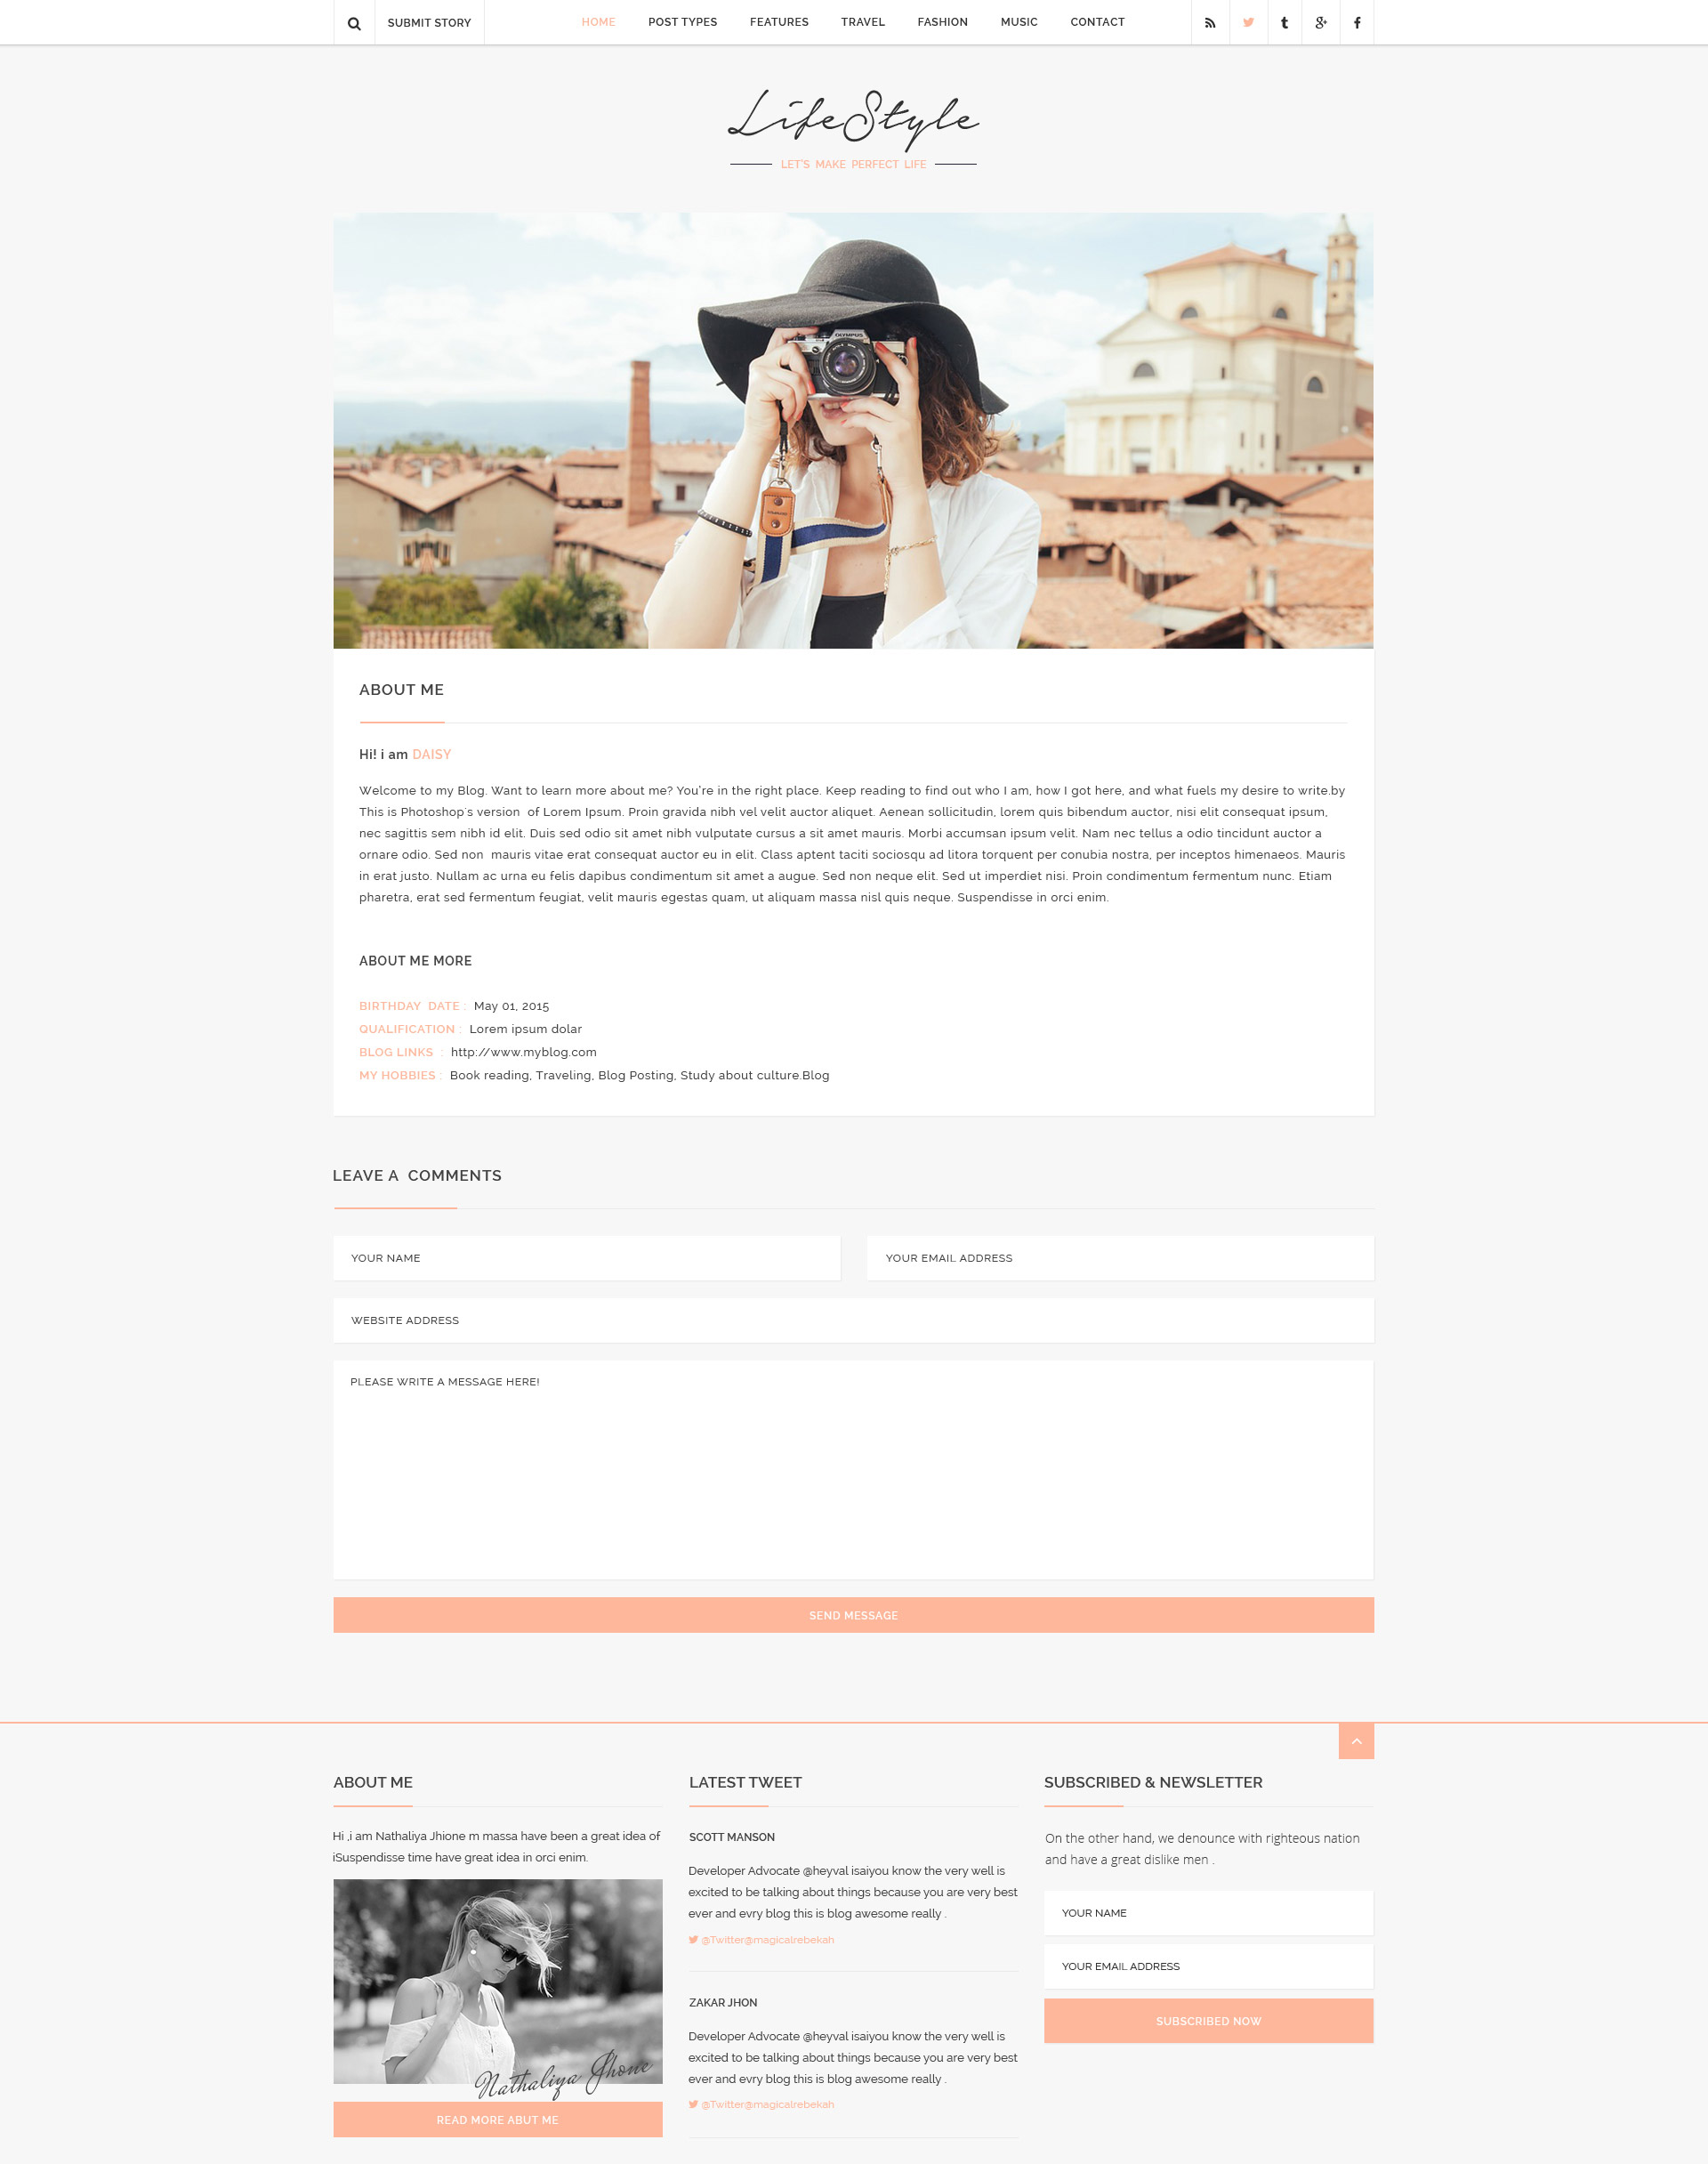 SUBMIT STORY
HOME POST TYPES FEATURES TRAVEL FASHION MUSIC CONTACT
LifeStyle
LET'S MAKE PERFECT LIFE
OLYMPUS
ABOUT ME
Hi! i am DAISY
Welcome to my Blog. Want to learn more about me? You're in the right place. Keep reading to find out who I am, how I got here, and what fuels my desire to write.by
This is Photoshop's version of Lorem Ipsum. Proin gravida nibh vel velit auctor aliquet. Aenean sollicitudin, lorem quis bibendum auctor, nisi elit consequat ipsum,
nec sagittis sem nibh id elit. Duis sed odio sit amet nibh vulputate cursus a sit amet mauris. Morbi accumsan ipsum velit. Nam nec tellus a odio tincidunt auctor a
ornare odio. Sed non mauris vitae erat consequat auctor eu in elit. Class aptent taciti sociosqu ad litora torquent per conubia nostra, per inceptos himenaeos. Mauris
in erat justo. Nullam ac urna eu felis dapibus condimentum sit amet a augue. Sed non neque elit. Sed ut imperdiet nisi. Proin condimentum fermentum nunc. Etiam
pharetra, erat sed fermentum feugiat, velit mauris egestas quam, ut aliquam massa nisl quis neque. Suspendisse in orci enim.
ABOUT ME MORE
BIRTHDAY DATE : May 01, 2015
QUALIFICATION : Lorem ipsum dolar
BLOG LINKS : http://www.myblog.com
MY HOBBIES : Book reading, Traveling, Blog Posting, Study about culture.Blog
LEAVE A COMMENTS
YOUR NAME
YOUR EMAIL ADDRESS
WEBSITE ADDRESS
PLEASE WRITE A MESSAGE HERE!
SEND MESSAGE
ABOUT ME
Hi ,i am Nathaliya Jhione m massa have been a great idea of
iSuspendisse time have great idea in orci enim.
Nathaliya Jhone
READ MORE ABUT ME
LATEST TWEET
SCOTT MANSON
Developer Advocate @heyval isaiyou know the very well is
excited to be talking about things because you are very best
ever and evry blog this is blog awesome really .
@Twitter@magicalrebekah
ZAKAR JHON
Developer Advocate @heyval isaiyou know the very well is
excited to be talking about things because you are very best
ever and evry blog this is blog awesome really .
@Twitter@magicalrebekah
SUBSCRIBED & NEWSLETTER
On the other hand, we denounce with righteous nation
and have a great dislike men .
YOUR NAME
YOUR EMAIL ADDRESS
SUBSCRIBED NOW